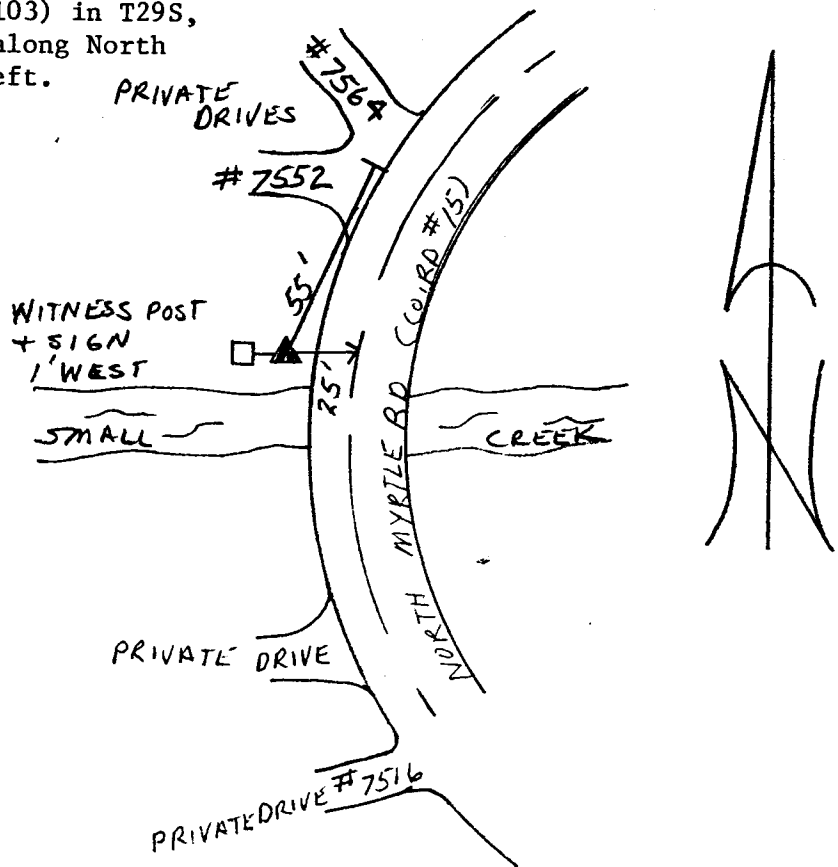 103) in T29S,
along North
eft.
PRIVATE
DRIVES
#7564
#7552
55'
WITNESS POST
+ SIGN
1' WEST
25'
SMALL
CREEK
NORTH MYRTLE RD (CO.RD #15)
PRIVATE DRIVE
PRIVATE DRIVE #7516